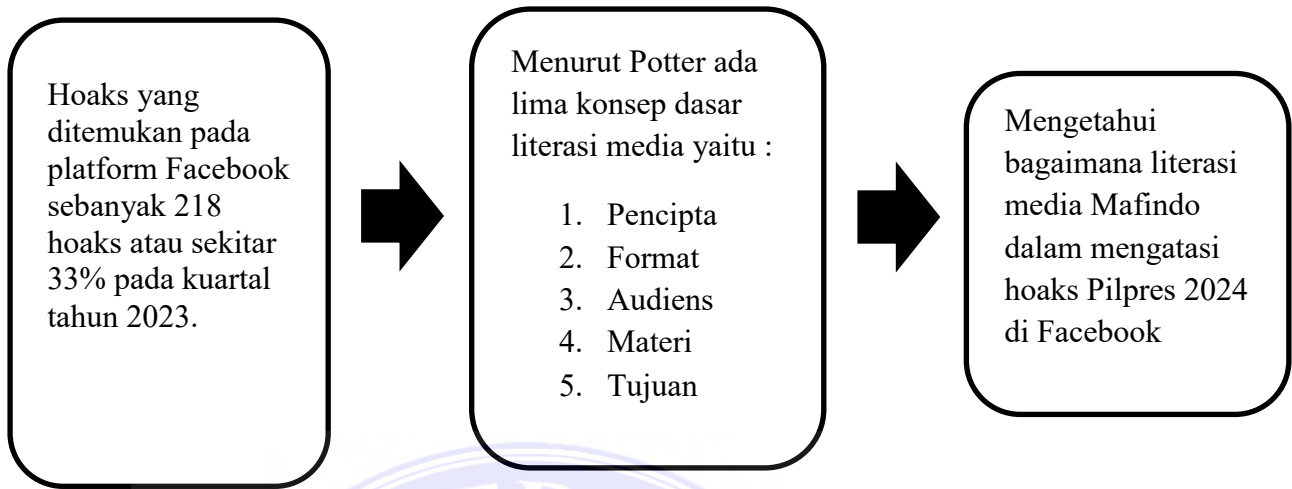 Hoaks yang
ditemukan pada
platform Facebook
sebanyak 218
hoaks atau sekitar
33% pada kuartal
tahun 2023.
Menurut Potter ada
lima konsep dasar
literasi media yaitu :
1. Pencipta
2. Format
3. Audiens
4. Materi
5. Tujuan
Mengetahui
bagaimana literasi
media Mafindo
dalam mengatasi
hoaks Pilpres 2024
di Facebook